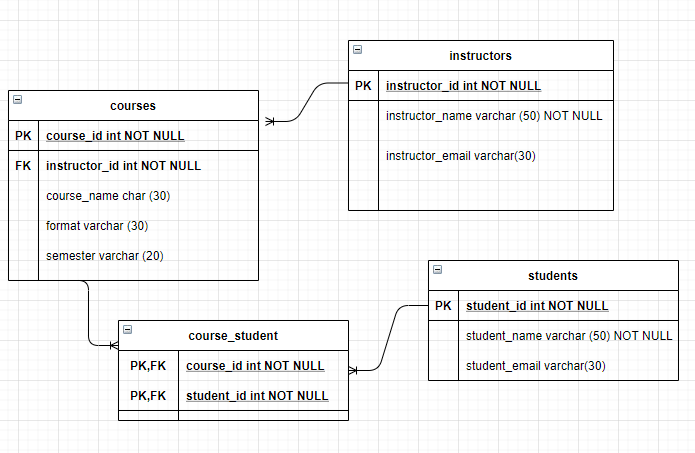 instructors
PK instructor_id int NOT NULL
instructor_name varchar (50) NOT NULL
instructor_email varchar(30)
courses
PK course_id int NOT NULL
FK instructor_id int NOT NULL
course_name char (30)
format varchar (30)
semester varchar (20)
students
PK student_id int NOT NULL
student_name varchar (50) NOT NULL
student_email varchar(30)
course_student
PK,FK course_id int NOT NULL
PK,FK student_id int NOT NULL